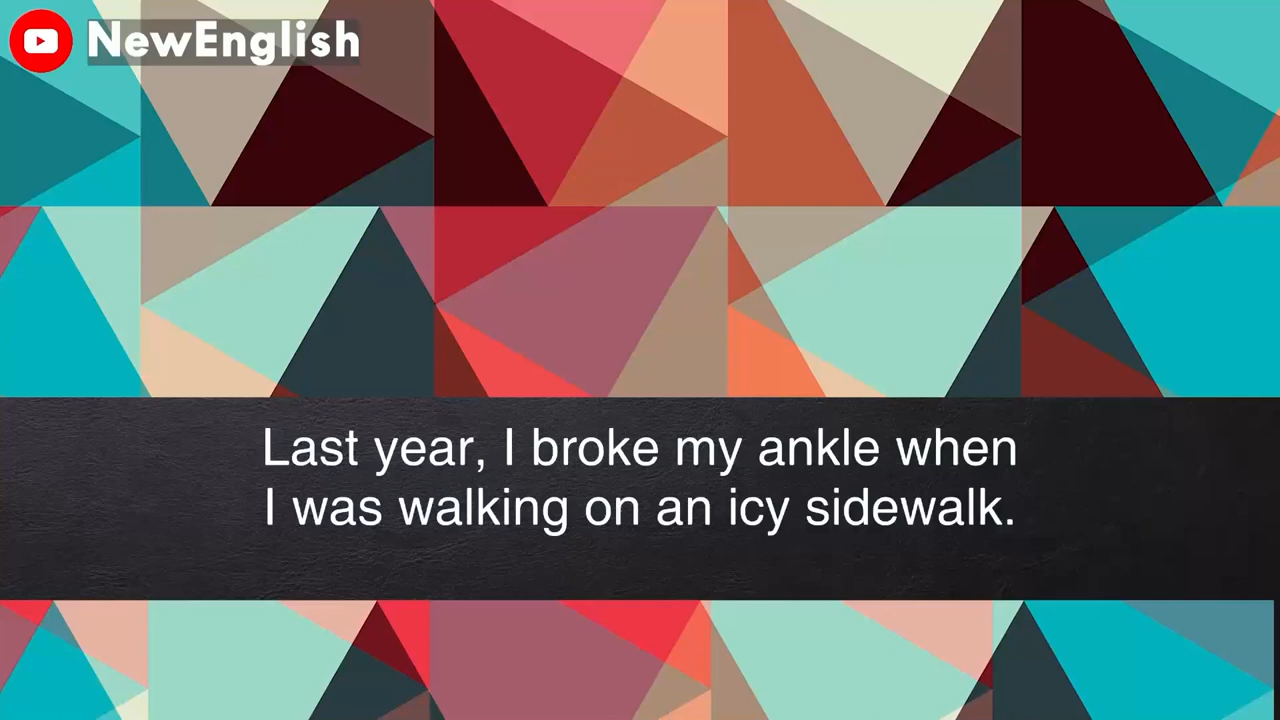 NewEnglish
Last year, I broke my ankle when
I was walking on an icy sidewalk.